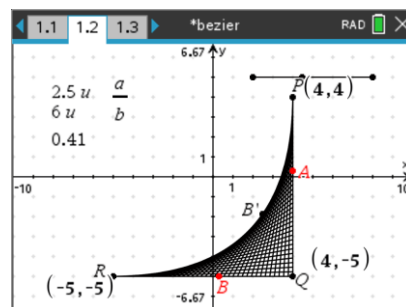 1.1 1.2 1.3 *bezier RAD
6.67 y
2.5 u a
6 u b
0.41
P (4,4)
x
1
-10 1 10
A
B'
R (4,-5)
(-5,-5) B Q
-6.67